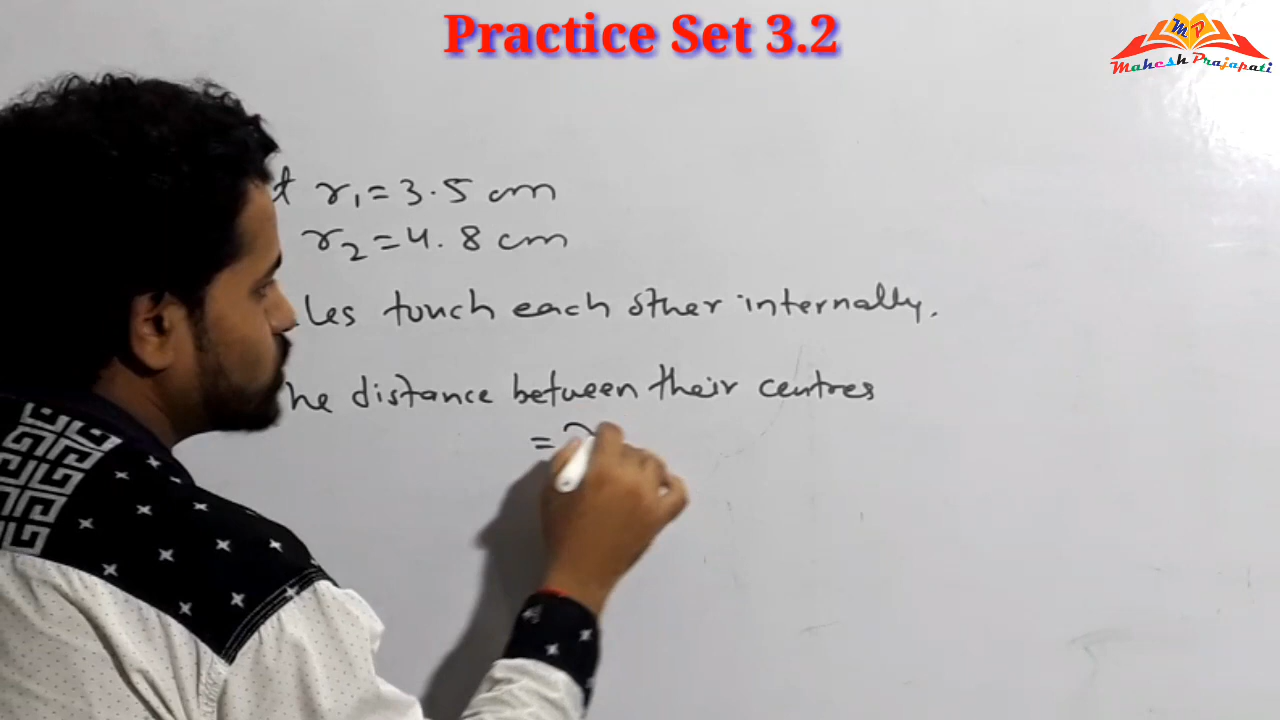 Practice Set 3.2
MP
Mahesh Prajapati
r₁ = 3.5 cm
r₂ = 4.8 cm
touch each other internally.
he distance between their centres
=